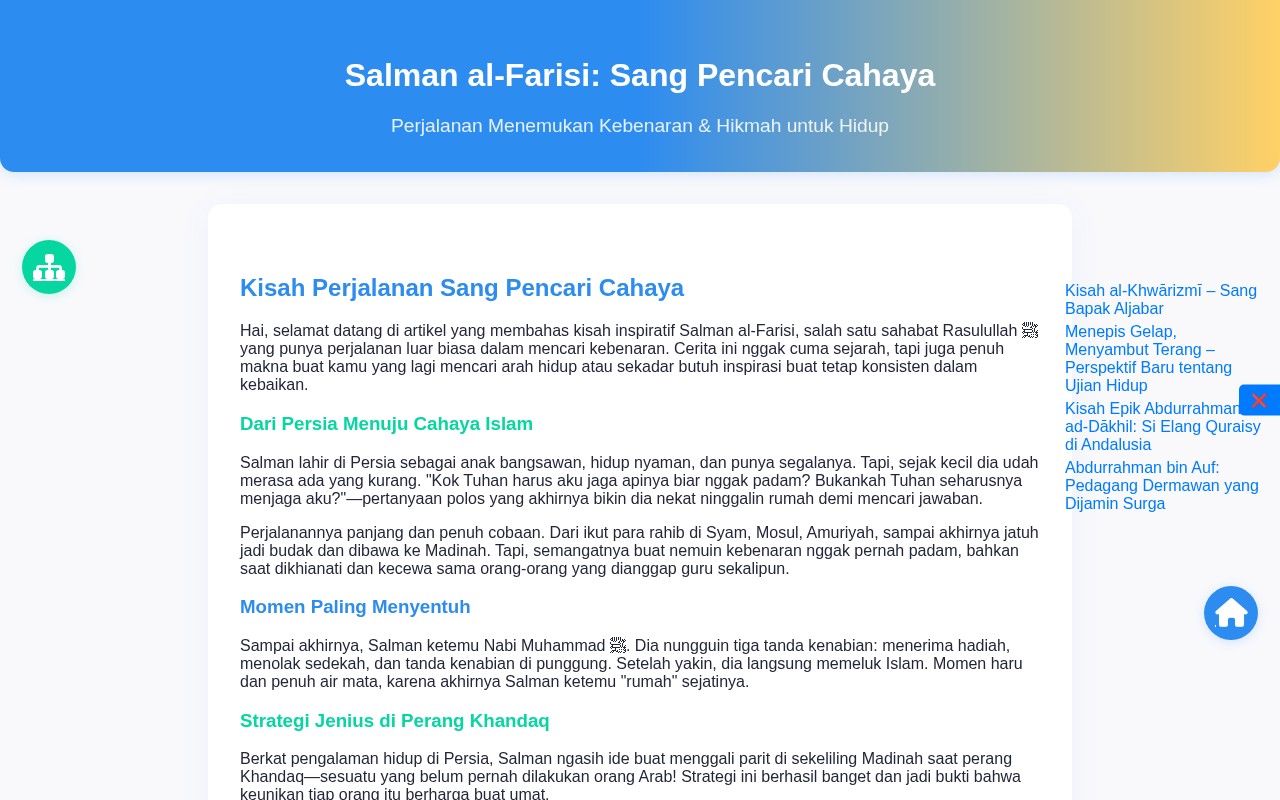 Salman al-Farisi: Sang Pencari Cahaya
Perjalanan Menemukan Kebenaran & Hikmah untuk Hidup
Kisah Perjalanan Sang Pencari Cahaya
Hai, selamat datang di artikel yang membahas kisah inspiratif Salman al-Farisi, salah satu sahabat Rasulullah ﷺ
yang punya perjalanan luar biasa dalam mencari kebenaran. Cerita ini nggak cuma sejarah, tapi juga penuh
makna buat kamu yang lagi mencari arah hidup atau sekadar butuh inspirasi buat tetap konsisten dalam
kebaikan.
Dari Persia Menuju Cahaya Islam
Salman lahir di Persia sebagai anak bangsawan, hidup nyaman, dan punya segalanya. Tapi, sejak kecil dia udah
merasa ada yang kurang. "Kok Tuhan harus aku jaga apinya biar nggak padam? Bukankah Tuhan seharusnya
menjaga aku?"—pertanyaan polos yang akhirnya bikin dia nekat ninggalin rumah demi mencari jawaban.
Perjalanannya panjang dan penuh cobaan. Dari ikut para rahib di Syam, Mosul, Amuriyah, sampai akhirnya jatuh
jadi budak dan dibawa ke Madinah. Tapi, semangatnya buat nemuin kebenaran nggak pernah padam, bahkan
saat dikhianati dan kecewa sama orang-orang yang dianggap guru sekalipun.
Momen Paling Menyentuh
Sampai akhirnya, Salman ketemu Nabi Muhammad ﷺ. Dia nungguin tiga tanda kenabian: menerima hadiah,
menolak sedekah, dan tanda kenabian di punggung. Setelah yakin, dia langsung memeluk Islam. Momen haru
dan penuh air mata, karena akhirnya Salman ketemu "rumah" sejatinya.
Strategi Jenius di Perang Khandaq
Berkat pengalaman hidup di Persia, Salman ngasih ide buat menggali parit di sekeliling Madinah saat perang
Khandaq—sesuatu yang belum pernah dilakukan orang Arab! Strategi ini berhasil banget dan jadi bukti bahwa
keunikan tiap orang itu berharga buat umat.
Kisah al-Khwārizmī – Sang
Bapak Aljabar
Menepis Gelap,
Menyambut Terang –
Perspektif Baru tentang
Ujian Hidup
Kisah Epik Abdurrahman
ad-Dākhil: Si Elang Quraisy
di Andalusia
Abdurrahman bin Auf:
Pedagang Dermawan yang
Dijamin Surga